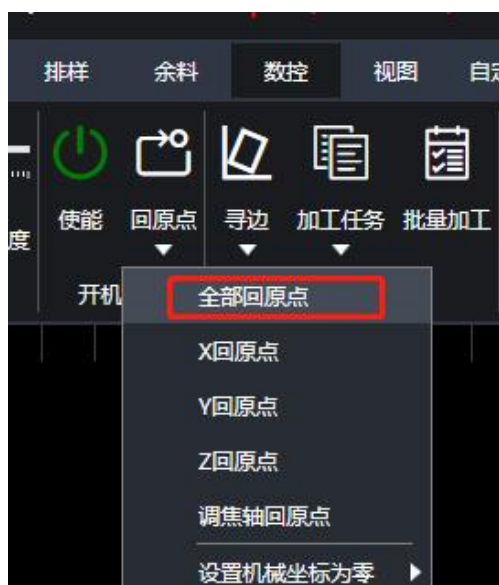 排样 余料 数控 视图 自定
度 使能 回原点 寻边 加工任务 批量加工
开机
全部回原点
X回原点
Y回原点
Z回原点
调焦轴回原点
设置机械坐标为零